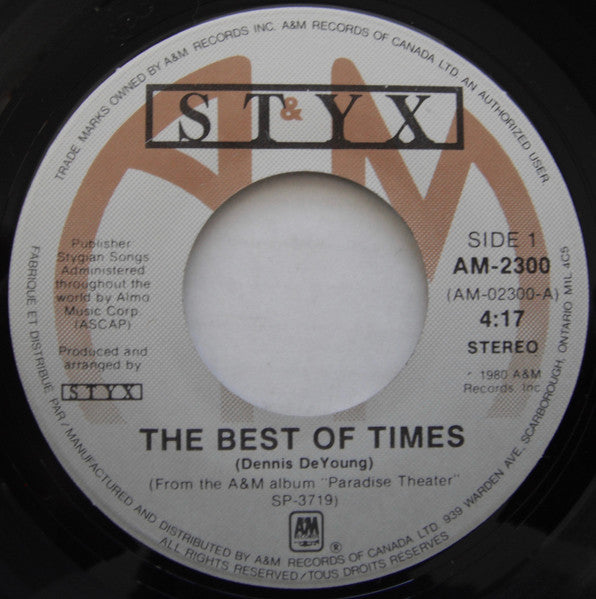 TRADE MARKS OWNED BY A&M RECORDS INC. A&M RECORDS OF CANADA LTD. AN AUTHORIZED USER
STYX
&
Publisher
Stygian Songs
Administered
throughout the
world by Almo
Music Corp.
(ASCAP)
Produced and
arranged by
STYX
SIDE 1
AM-2300
(AM-02300-A)
4:17
STEREO
℗ 1980 A&M
Records, Inc
THE BEST OF TIMES
(Dennis DeYoung)
(From the A&M album "Paradise Theater"
SP-3719)
A&M
®
FABRIQUE ET DISTRIBUE PAR/MANUFACTURED AND DISTRIBUTED BY A&M RECORDS OF CANADA LTD. 939 WARDEN AVE., SCARBOROUGH, ONTARIO M1L 4C5
ALL RIGHTS RESERVED/TOUS DROITS RESERVES